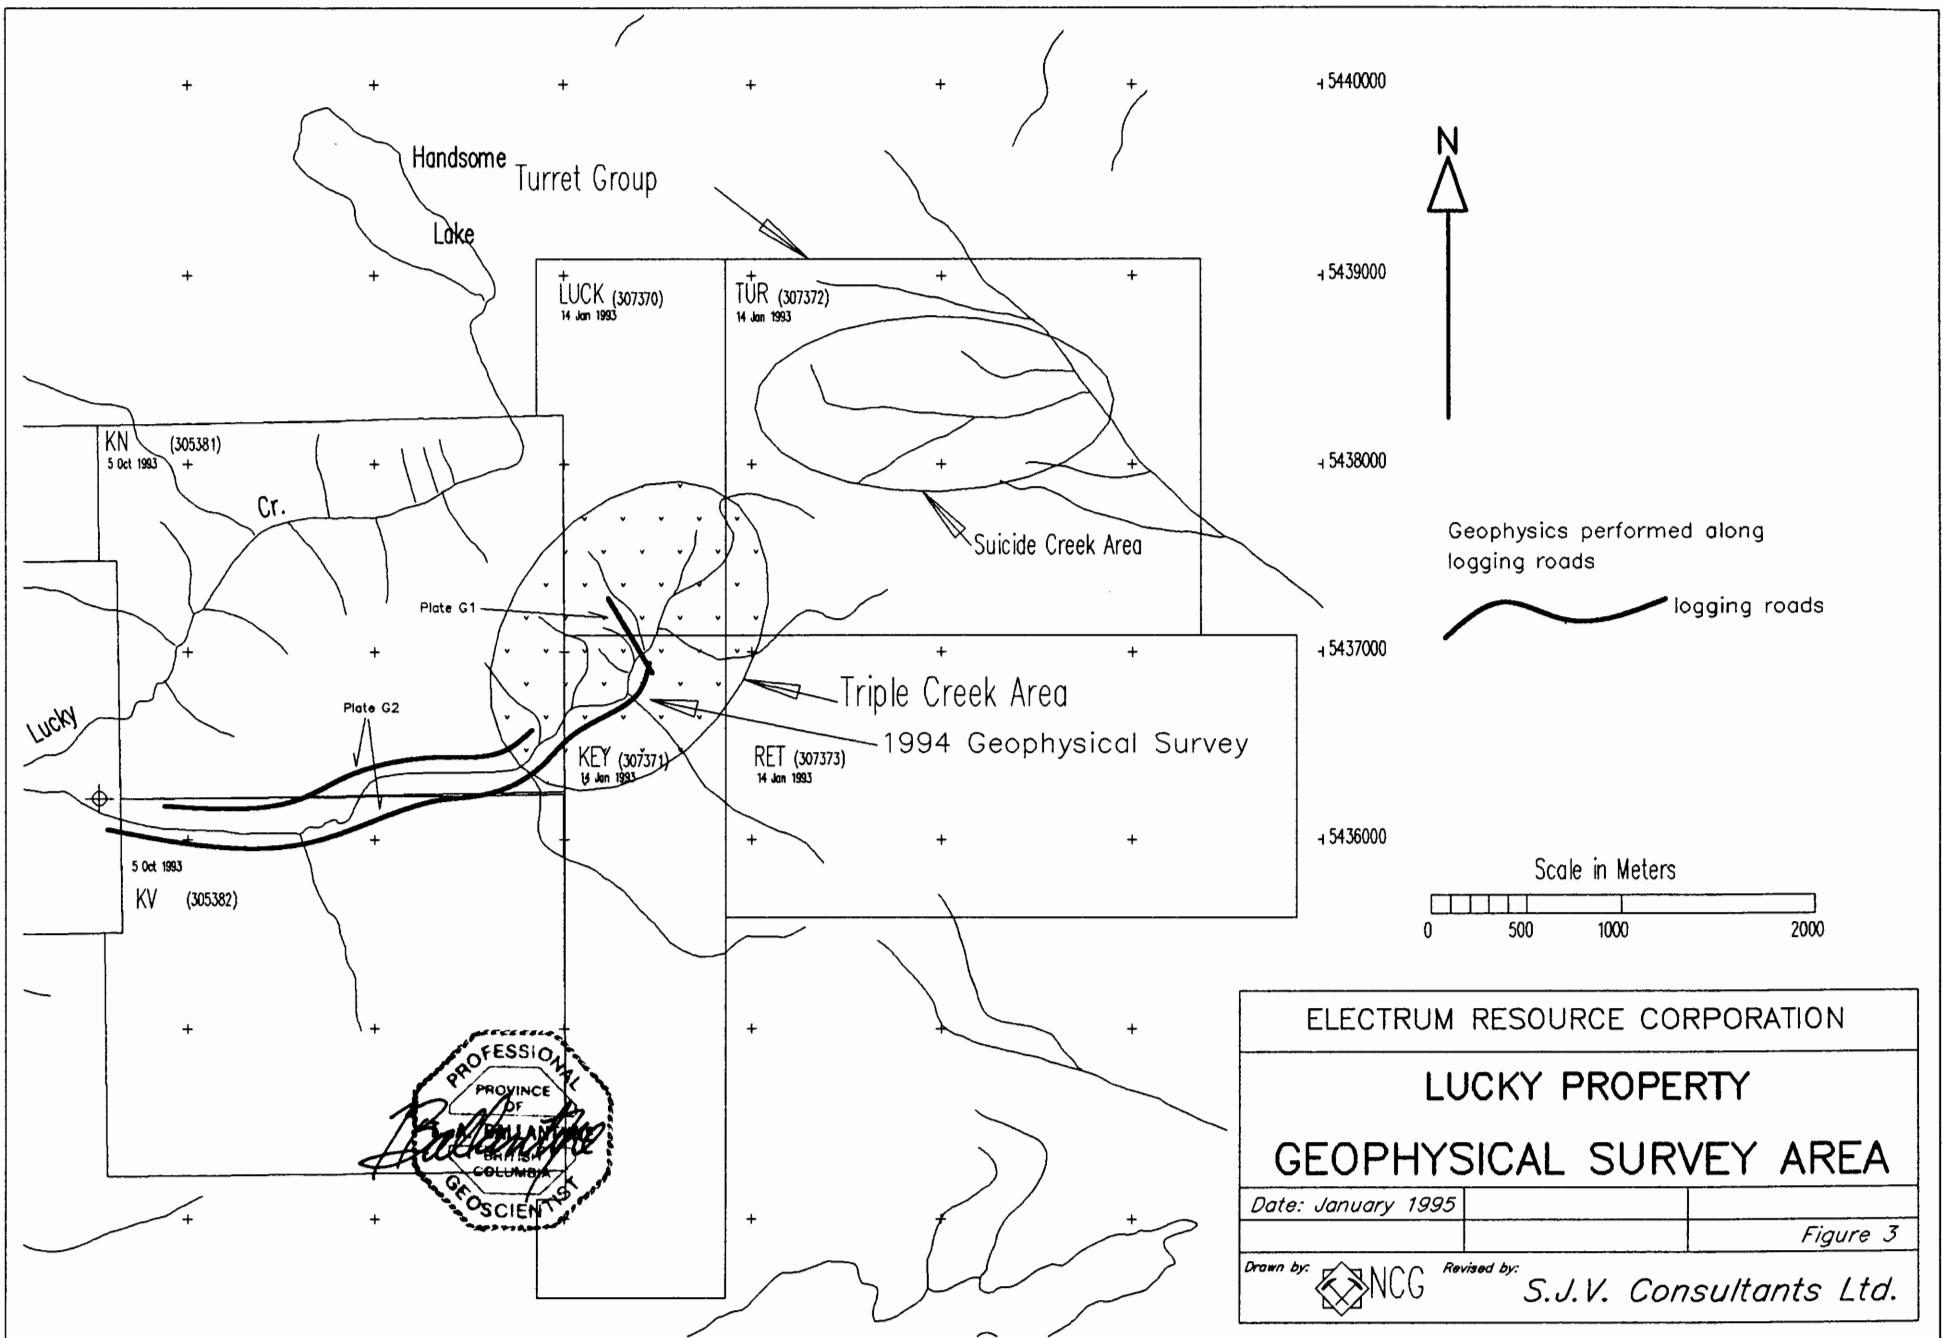 5440000
N
Handsome
Turret Group
Lake
5439000
LUCK (307370)
14 Jan 1993
TUR (307372)
14 Jan 1993
KN (305381)
5 Oct 1993
5438000
Cr.
Suicide Creek Area
Geophysics performed along
logging roads
logging roads
Plate G1
5437000
Triple Creek Area
Plate G2
Lucky
1994 Geophysical Survey
KEY (307371)
14 Jan 1993
RET (307373)
14 Jan 1993
5436000
5 Oct 1993
KV (305382)
Scale in Meters
0 500 1000 2000
PROFESSIONAL
PROVINCE
OF
BRITISH
COLUMBIA
GEOSCIENTIST
ELECTRUM RESOURCE CORPORATION
LUCKY PROPERTY
GEOPHYSICAL SURVEY AREA
Date: January 1995
Figure 3
Drawn by: NCG Revised by: S.J.V. Consultants Ltd.